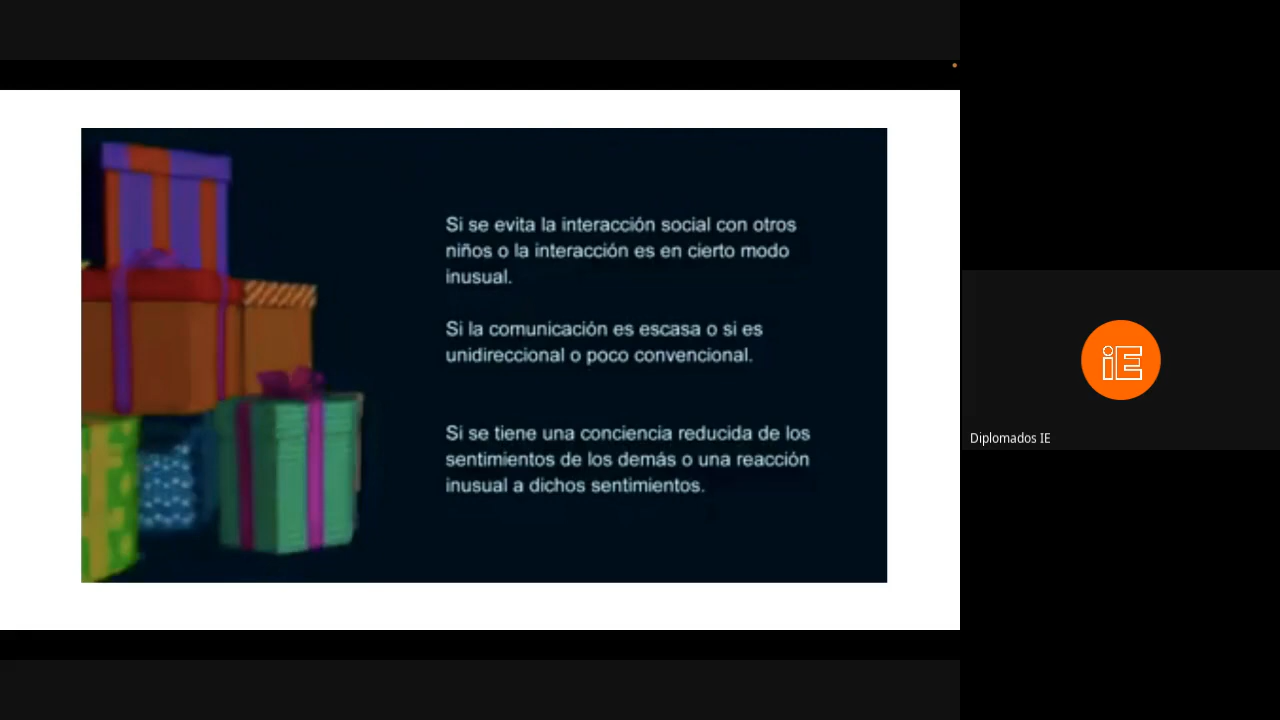 Si se evita la interacción social con otros
niños o la interacción es en cierto modo
inusual.
Si la comunicación es escasa o si es
unidireccional o poco convencional.
Si se tiene una conciencia reducida de los
sentimientos de los demás o una reacción
inusual a dichos sentimientos.
iE
Diplomados IE